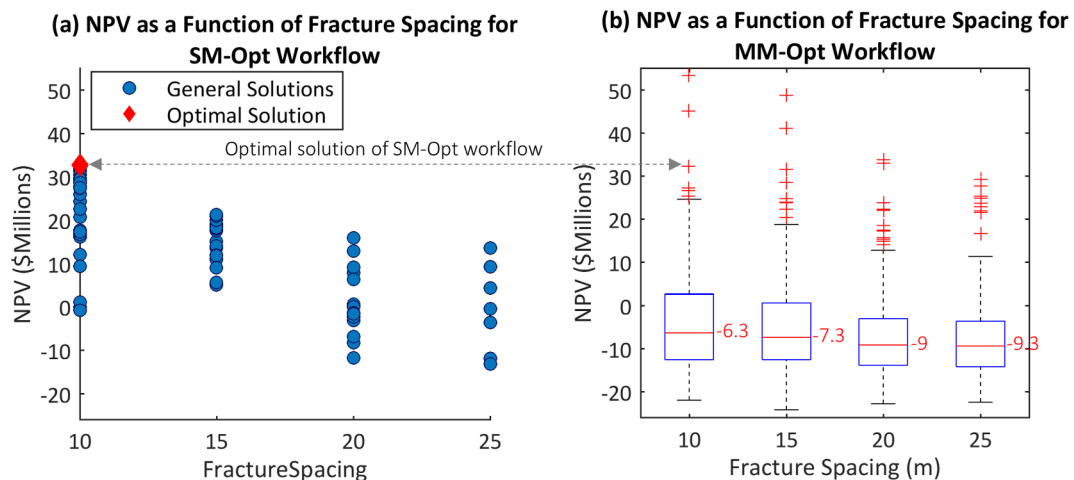 (a) NPV as a Function of Fracture Spacing for
SM-Opt Workflow
General Solutions
Optimal Solution
NPV ($Millions)
50
40
30
20
10
0
-10
-20
10
15
20
25
FractureSpacing
Optimal solution of SM-Opt workflow
(b) NPV as a Function of Fracture Spacing for
MM-Opt Workflow
NPV ($Millions)
50
40
30
20
10
0
-10
-20
-6.3
-7.3
-9
-9.3
10
15
20
25
Fracture Spacing (m)